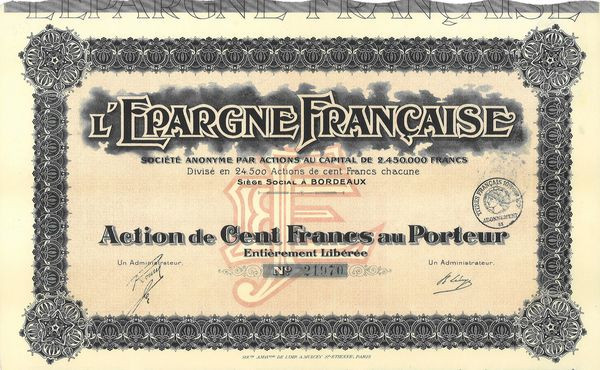 L'ÉPARGNE FRANÇAISE
L'EPARGNE FRANÇAISE
SOCIÉTÉ ANONYME PAR ACTIONS AU CAPITAL DE 2.450.000 FRANCS
Divisé en 24.500 Actions de cent Francs chacune
SIÈGE SOCIAL À BORDEAUX
Action de Cent Francs au Porteur
Entièrement Libérée
Un Administrateur,
Nº 21970
Un Administrateur,